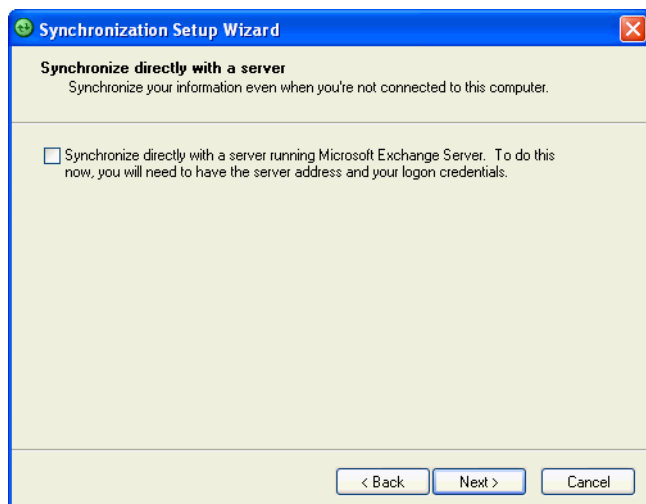 Synchronization Setup Wizard
Synchronize directly with a server
Synchronize your information even when you're not connected to this computer.
Synchronize directly with a server running Microsoft Exchange Server. To do this
now, you will need to have the server address and your logon credentials.
< Back Next > Cancel